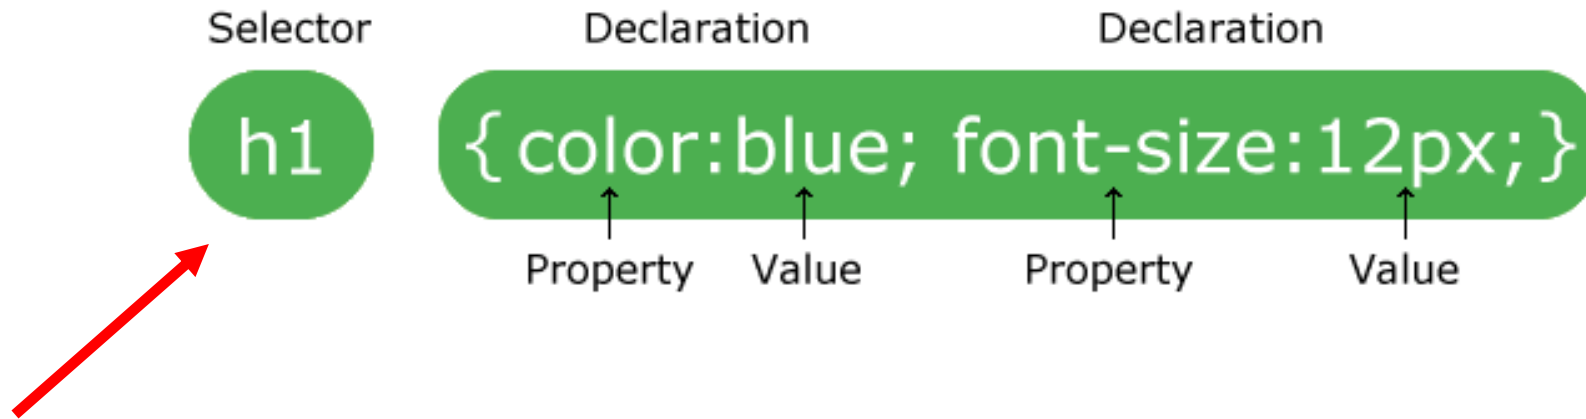 Selector Declaration Declaration
h1 {color:blue; font-size:12px;}
Property Value Property Value